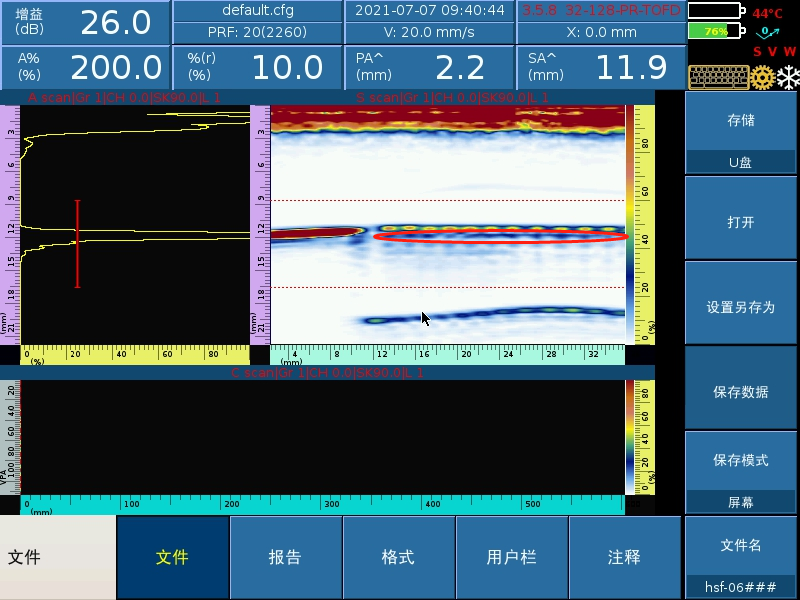 增益
(dB)
26.0
default.cfg
PRF: 20(2260)
2021-07-07 09:40:44
V: 20.0 mm/s
3.5.8 32-128-PR-TOFD
X: 0.0 mm
44°C
76%
0.
S V W
A%
(%)
200.0
%(r)
(%)
10.0
PA^
(mm)
2.2
SA^
(mm)
11.9
A scan|Gr 1|CH 0.0|SK90.0|L 1
S scan|Gr 1|CH 0.0|SK90.0|L 1
3
6
9
12
15
18
21
(mm)
0
20
40
60
80
(%)
3
6
9
12
15
18
21
(mm)
4
8
12
16
20
24
28
32
(mm)
80
60
40
20
0
(%)
C scan|Gr 1|CH 0.0|SK90.0|L 1
20
40
60
80
100
VPA
0
100
200
300
400
500
(mm)
80
60
40
20
0
(%)
存储
U盘
打开
设置另存为
保存数据
保存模式
屏幕
文件名
hsf-06###
文件
文件
报告
格式
用户栏
注释